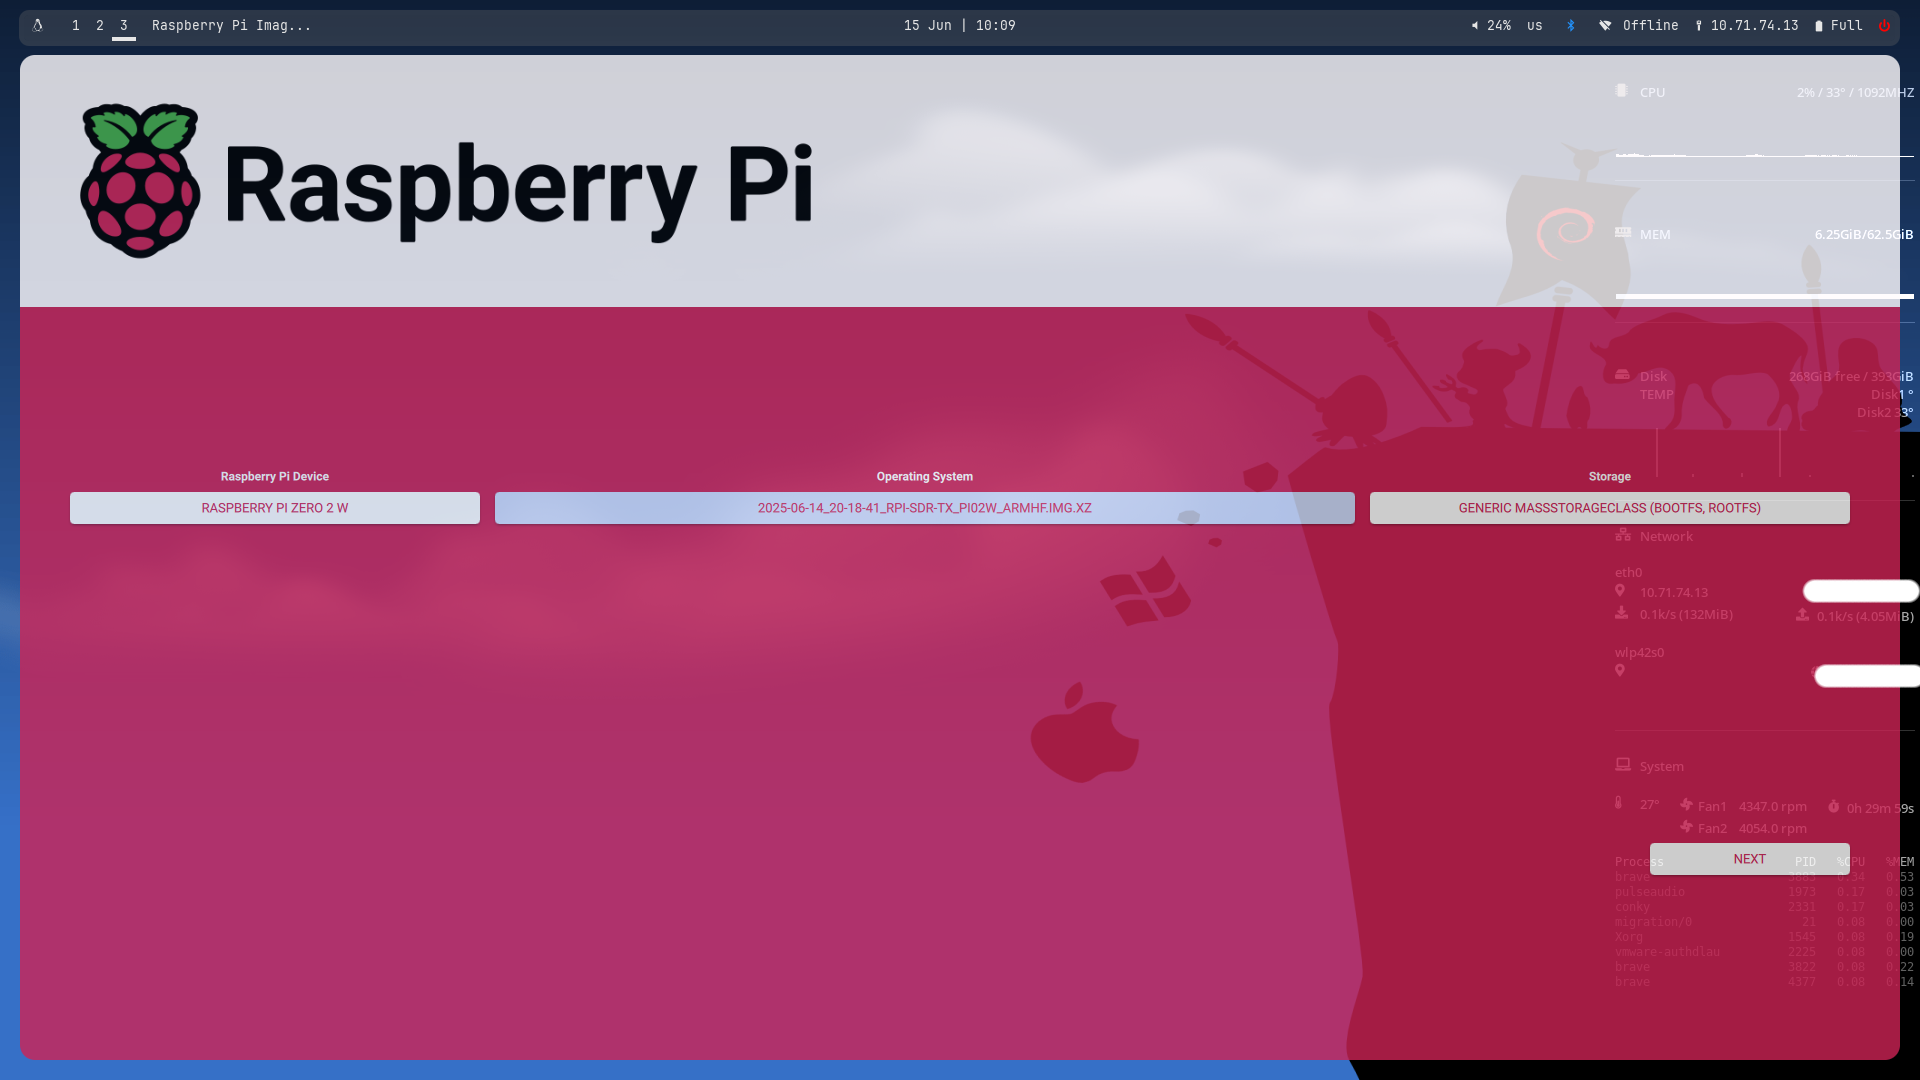 1 2 3 Raspberry Pi Imag... 15 Jun | 10:09 24% us Offline 10.71.74.13 Full
Raspberry Pi
CPU 2% / 33° / 1092MHZ
MEM 6.25GiB/62.5GiB
Disk 268GiB free / 393GiB
TEMP Disk1 °
Disk2 33°
Raspberry Pi Device Operating System Storage
RASPBERRY PI ZERO 2 W 2025-06-14_20-18-41_RPI-SDR-TX_PI02W_ARMHF.IMG.XZ GENERIC MASSSTORAGECLASS (BOOTFS, ROOTFS)
Network
eth0
10.71.74.13
0.1k/s (132MiB) 0.1k/s (4.05MiB)
wlp42s0
System
27° Fan1 4347.0 rpm 0h 29m 59s
Fan2 4054.0 rpm
NEXT
Process PID %CPU %MEM
brave 0.34 0.53
pulseaudio 1973 0.17 0.03
conky 2331 0.17 0.03
migration/0 21 0.08 0.00
Xorg 1545 0.08 0.19
vmware-authdlau 2225 0.08 0.00
brave 3822 0.08 0.22
brave 4377 0.08 0.14